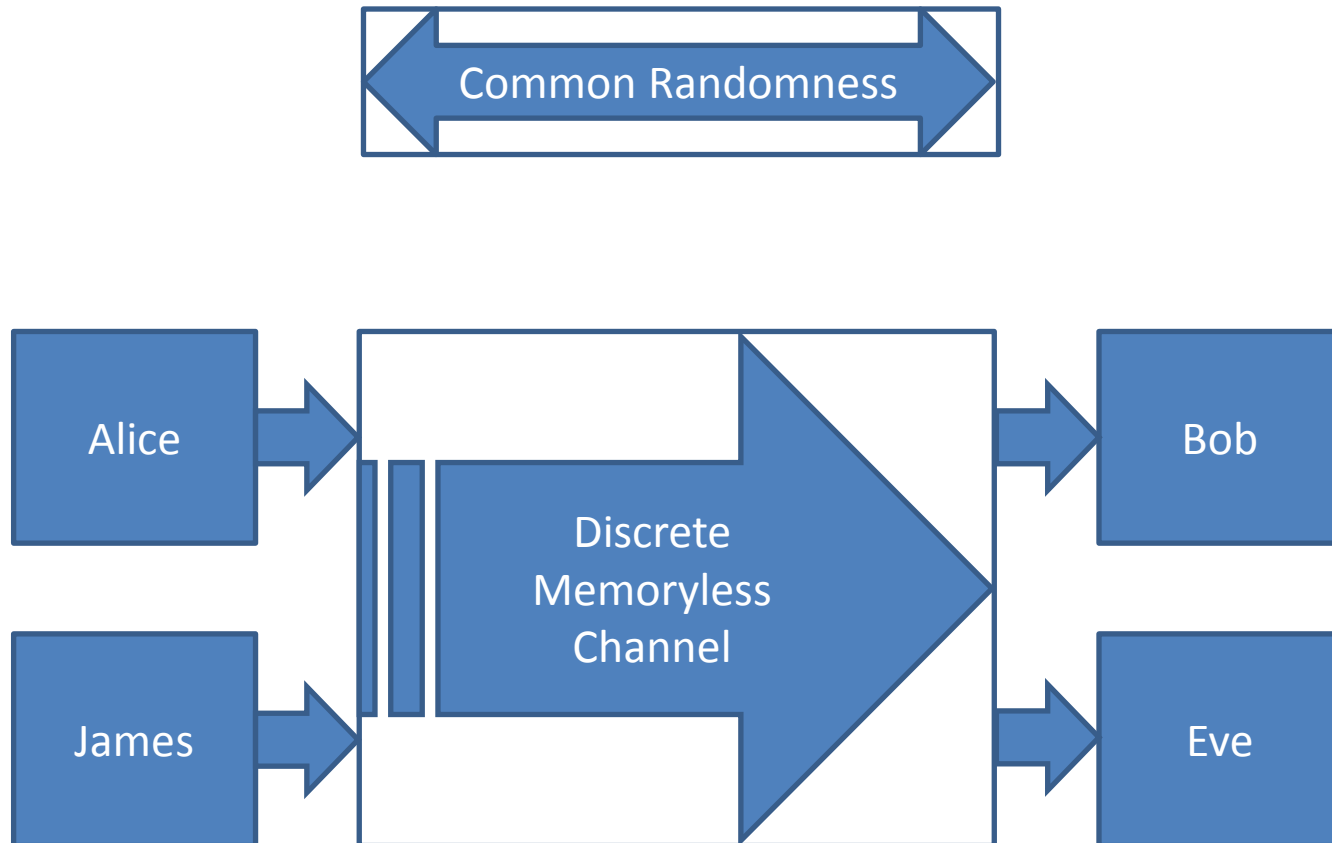 Common Randomness
Alice
Bob
Discrete
Memoryless
Channel
James
Eve